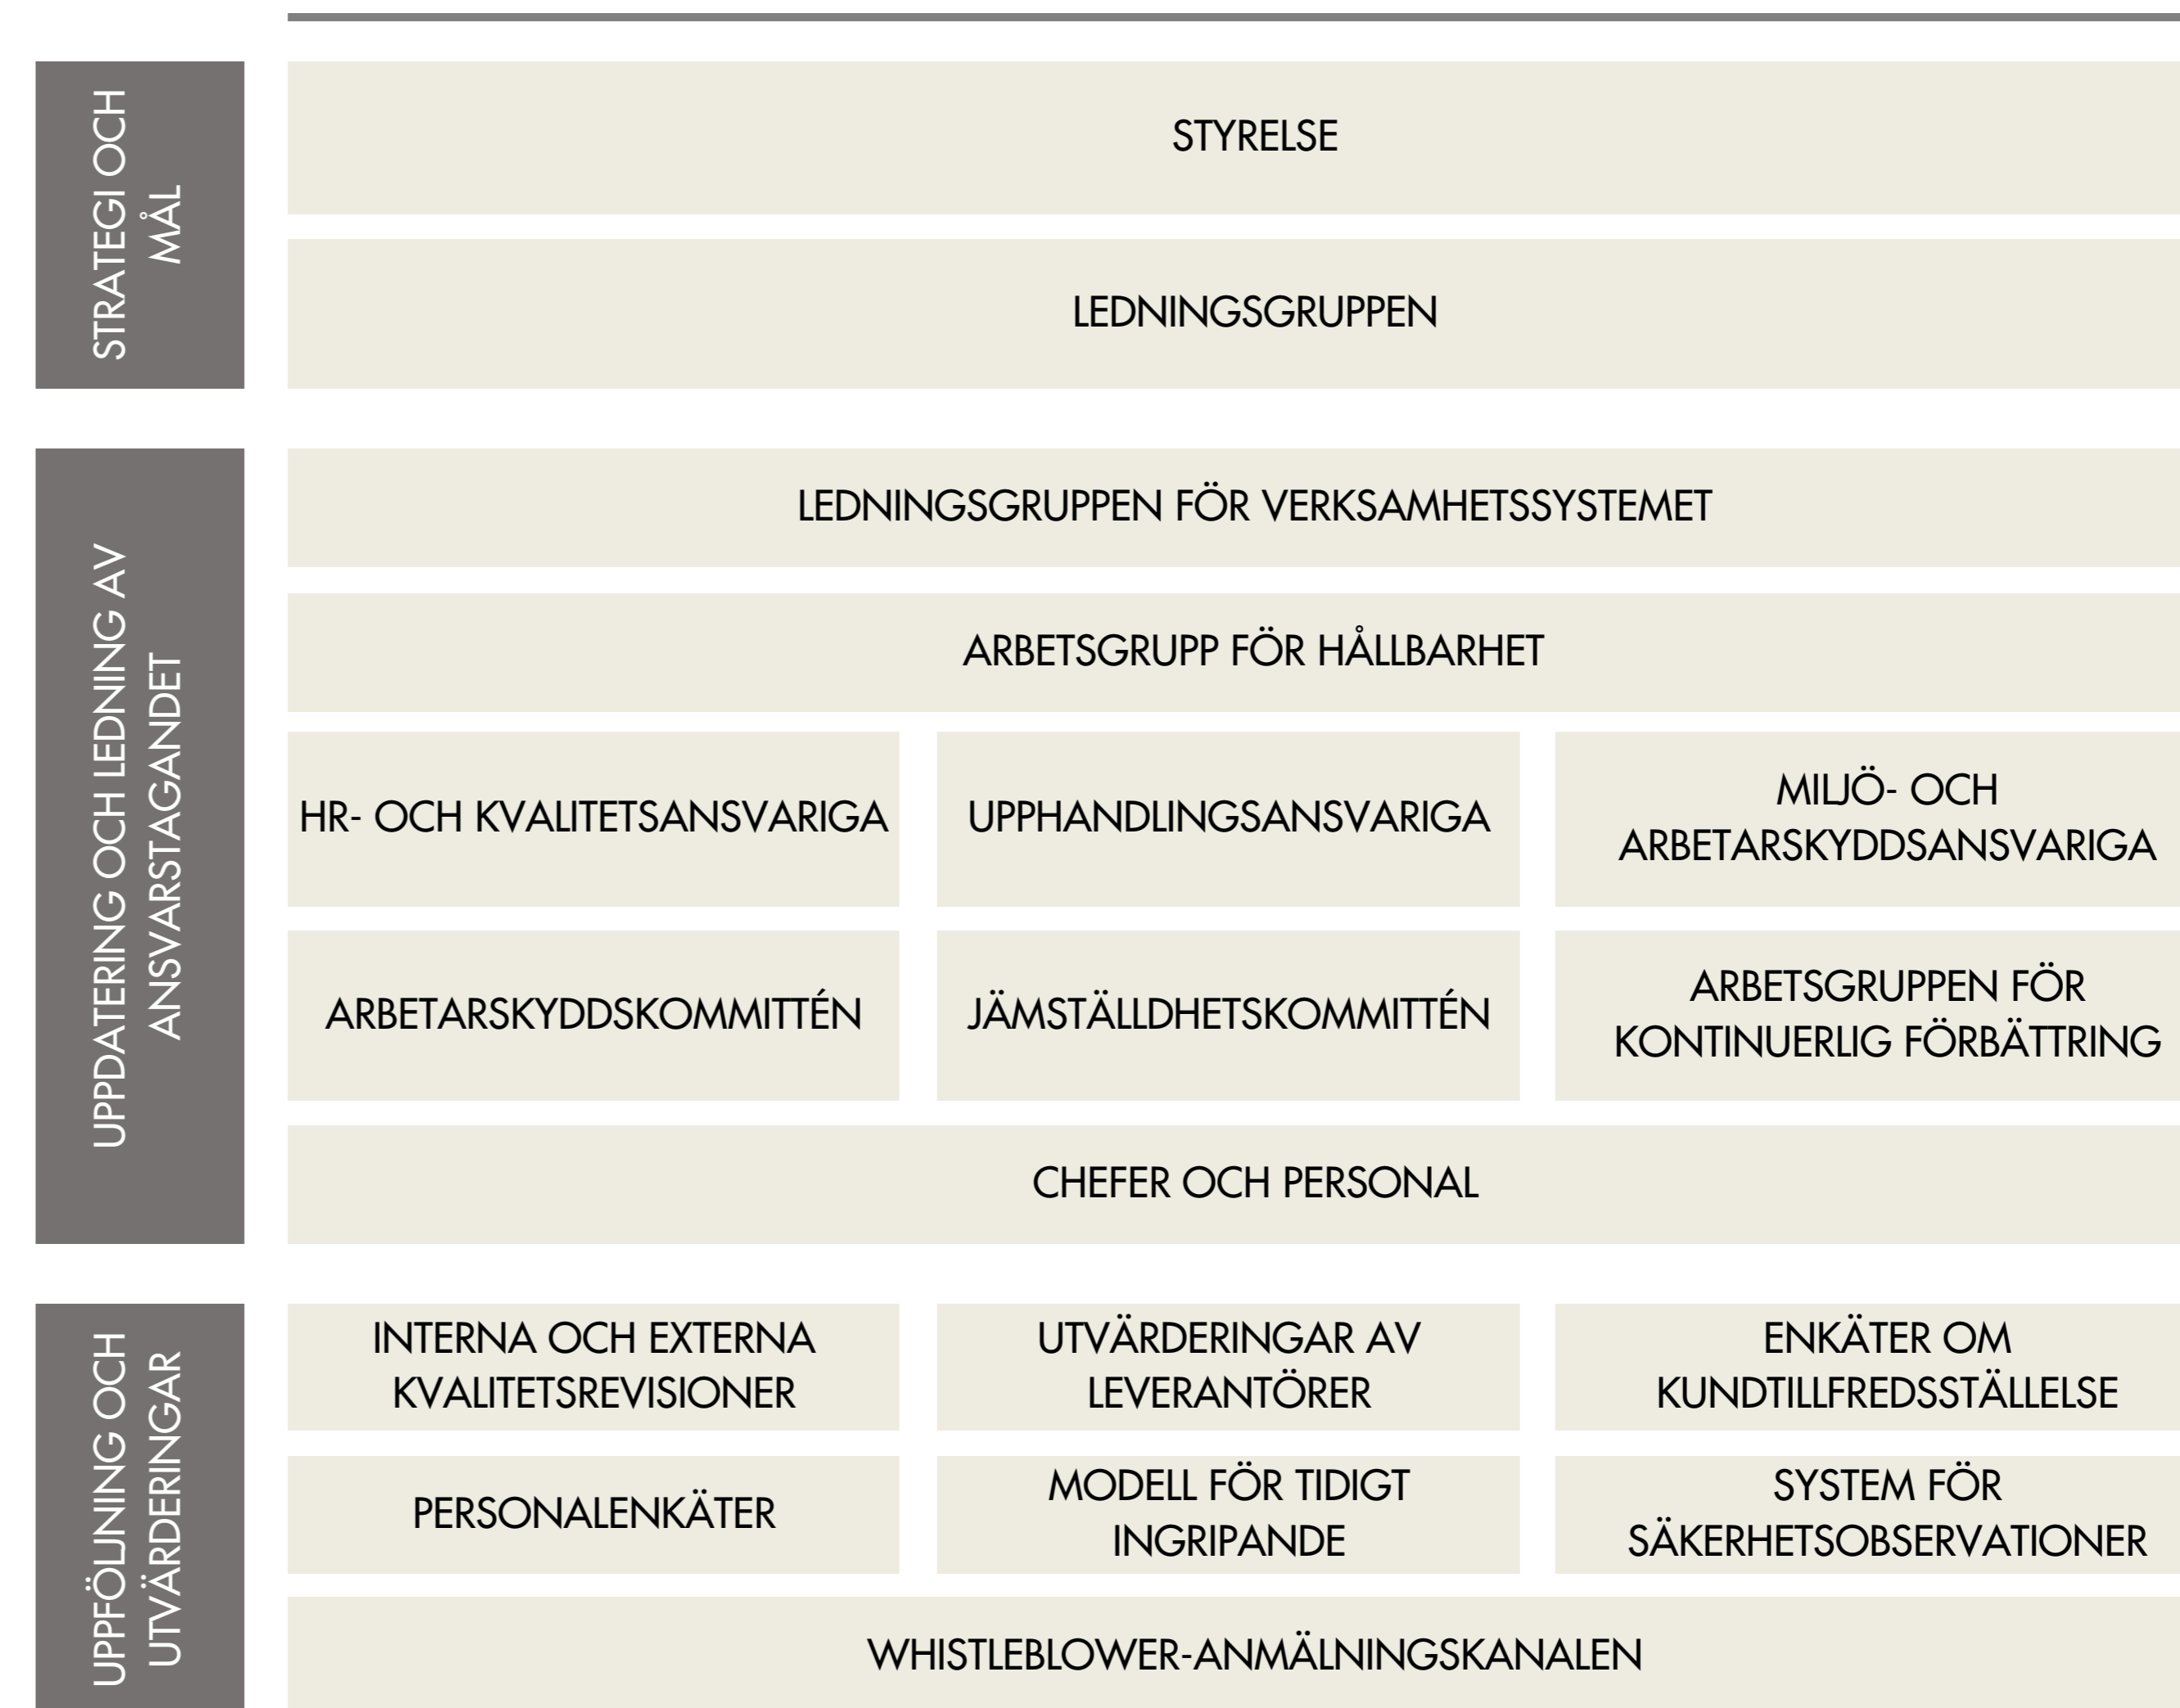 STRATEGI OCH
MÅL
STYRELSE
LEDNINGSGRUPPEN
UPPDATERING OCH LEDNING AV
ANSVARSTAGANDET
LEDNINGSGRUPPEN FÖR VERKSAMHETSSYSTEMET
ARBETSGRUPP FÖR HÅLLBARHET
HR- OCH KVALITETSANSVARIGA
UPPHANDLINGSANSVARIGA
MILJÖ- OCH
ARBETARSKYDDSANSVARIGA
ARBETARSKYDDSKOMMITTÉN
JÄMSTÄLLDHETSKOMMITTÉN
ARBETSGRUPPEN FÖR
KONTINUERLIG FÖRBÄTTRING
CHEFER OCH PERSONAL
UPPFÖLJNING OCH
UTVÄRDERINGAR
INTERNA OCH EXTERNA
KVALITETSREVISIONER
UTVÄRDERINGAR AV
LEVERANTÖRER
ENKÄTER OM
KUNDTILLFREDSSTÄLLELSE
PERSONALENKÄTER
MODELL FÖR TIDIGT
INGRIPANDE
SYSTEM FÖR
SÄKERHETSOBSERVATIONER
WHISTLEBLOWER-ANMÄLNINGSKANALEN